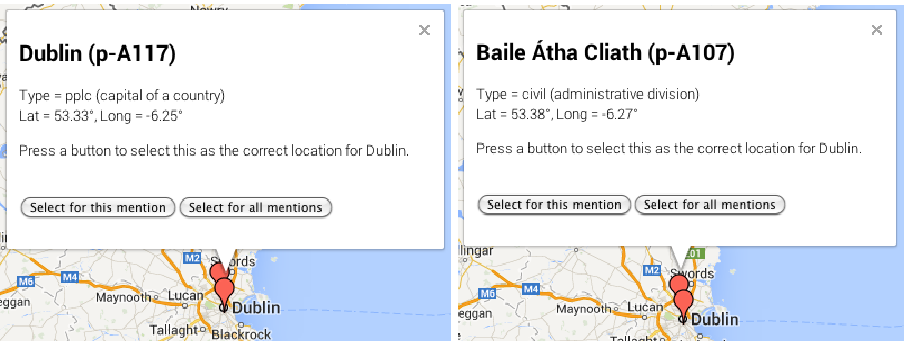 Newry
Dublin (p-A117)
Type = pplc (capital of a country)
Lat = 53.33°, Long = -6.25°
Press a button to select this as the correct location for Dublin.
Select for this mention Select for all mentions
M2 Swords
M6 M4
Maynooth Lucan Dublin
Tallaght Blackrock
Baile Átha Cliath (p-A107)
Type = civil (administrative division)
Lat = 53.38°, Long = -6.27°
Press a button to select this as the correct location for Dublin.
Select for this mention Select for all mentions
M2 Swords
M6 M4
Maynooth Lucan Dublin